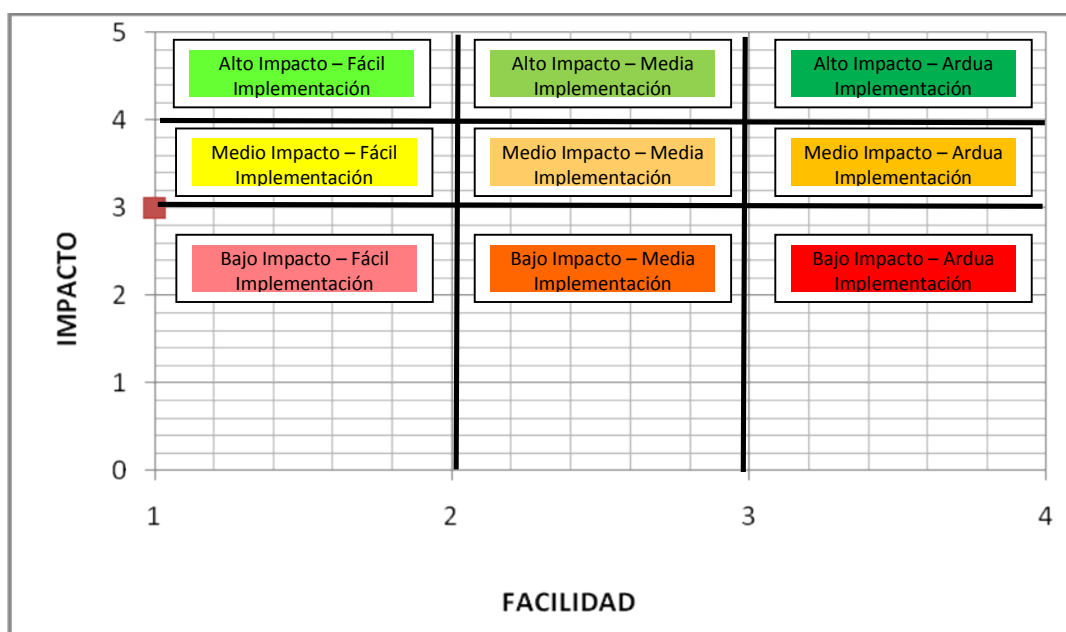 5
Alto Impacto – Fácil
Implementación
Alto Impacto – Media
Implementación
Alto Impacto – Ardua
Implementación
4
Medio Impacto – Fácil
Implementación
Medio Impacto – Media
Implementación
Medio Impacto – Ardua
Implementación
3
IMPACTO
Bajo Impacto – Fácil
Implementación
Bajo Impacto – Media
Implementación
Bajo Impacto – Ardua
Implementación
2
1
0
1
2
3
4
FACILIDAD